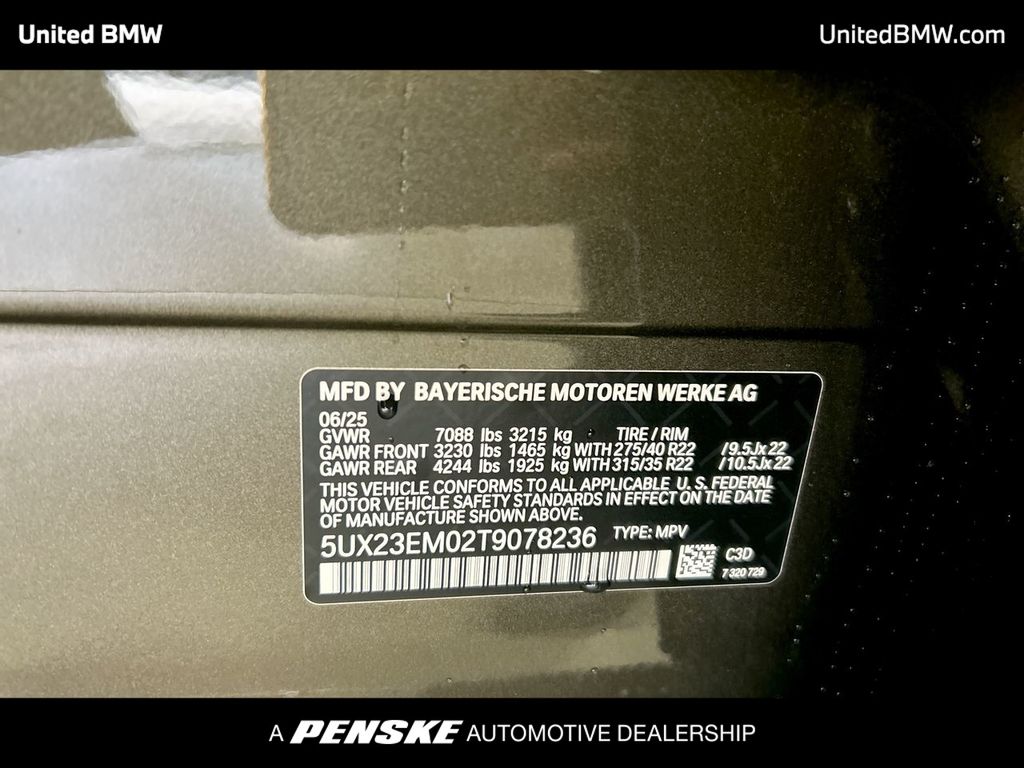 United BMW
UnitedBMW.com
MFD BY BAYERISCHE MOTOREN WERKE AG
06/25
GVWR 7088 lbs 3215 kg TIRE / RIM
GAWR FRONT 3230 lbs 1465 kg WITH 275/40 R22 /9.5Jx22
GAWR REAR 4244 lbs 1925 kg WITH 315/35 R22 /10.5Jx22
THIS VEHICLE CONFORMS TO ALL APPLICABLE U. S. FEDERAL
MOTOR VEHICLE SAFETY STANDARDS IN EFFECT ON THE DATE
OF MANUFACTURE SHOWN ABOVE.
5UX23EM02T9078236 TYPE: MPV
C3D
7 320 729
A PENSKE AUTOMOTIVE DEALERSHIP